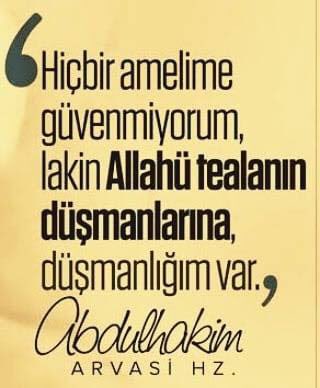 ‘Hiçbir amelime
güvenmiyorum,
lakin Allahü tealanın
düşmanlarına,
düşmanlığım var.,
Abdulhakim
ARVASİ HZ.